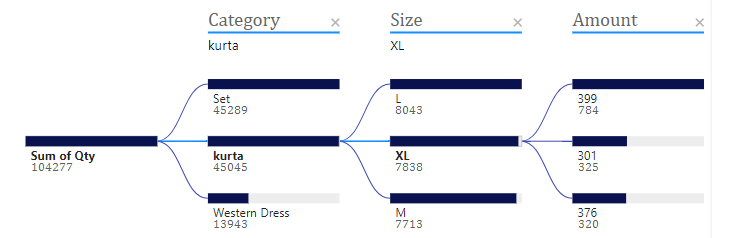 Category × Size × Amount ×
kurta XL
Set L 399
45289 8043 784
Sum of Qty kurta XL 301
104277 45045 7838 325
Western Dress M 376
13943 7713 320